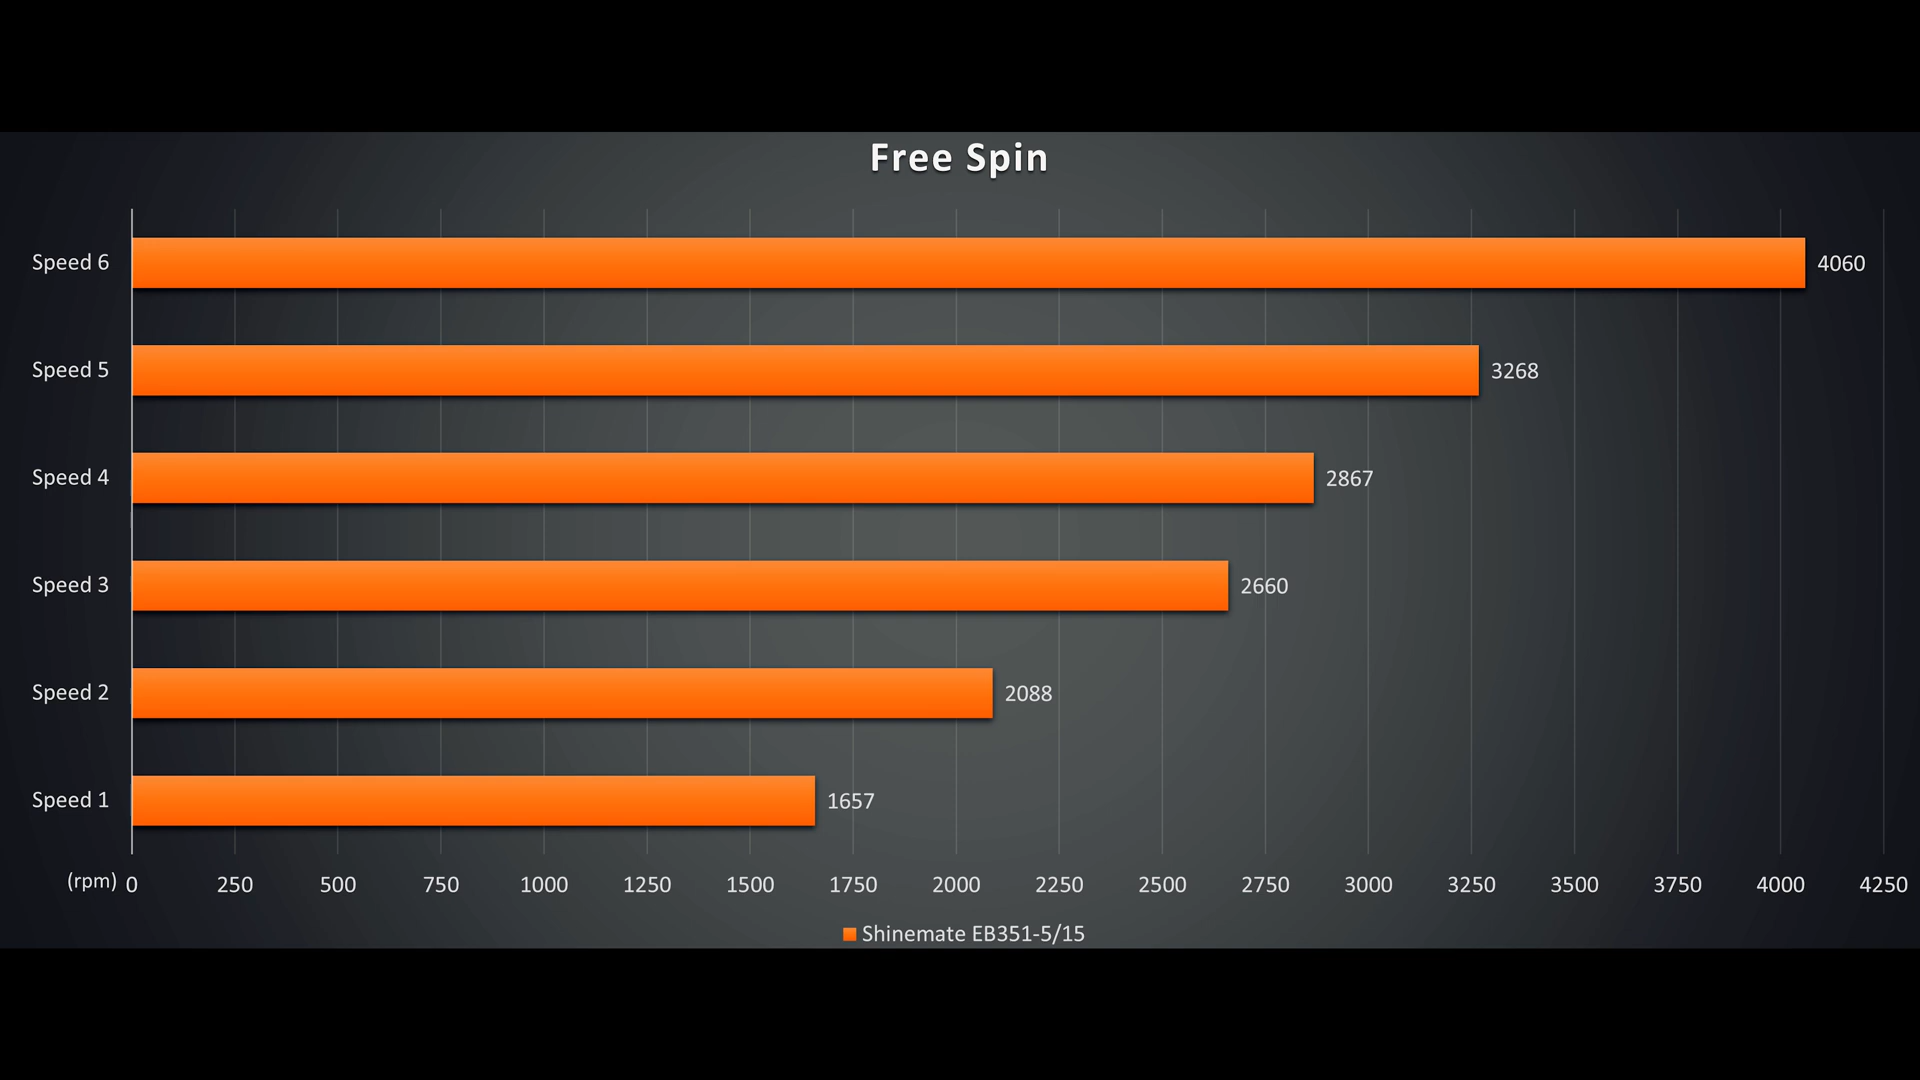 Free Spin
Speed 6 4060
Speed 5 3268
Speed 4 2867
Speed 3 2660
Speed 2 2088
Speed 1 1657
(rpm) 0 250 500 750 1000 1250 1500 1750 2000 2250 2500 2750 3000 3250 3500 3750 4000 4250
Shinemate EB351-5/15